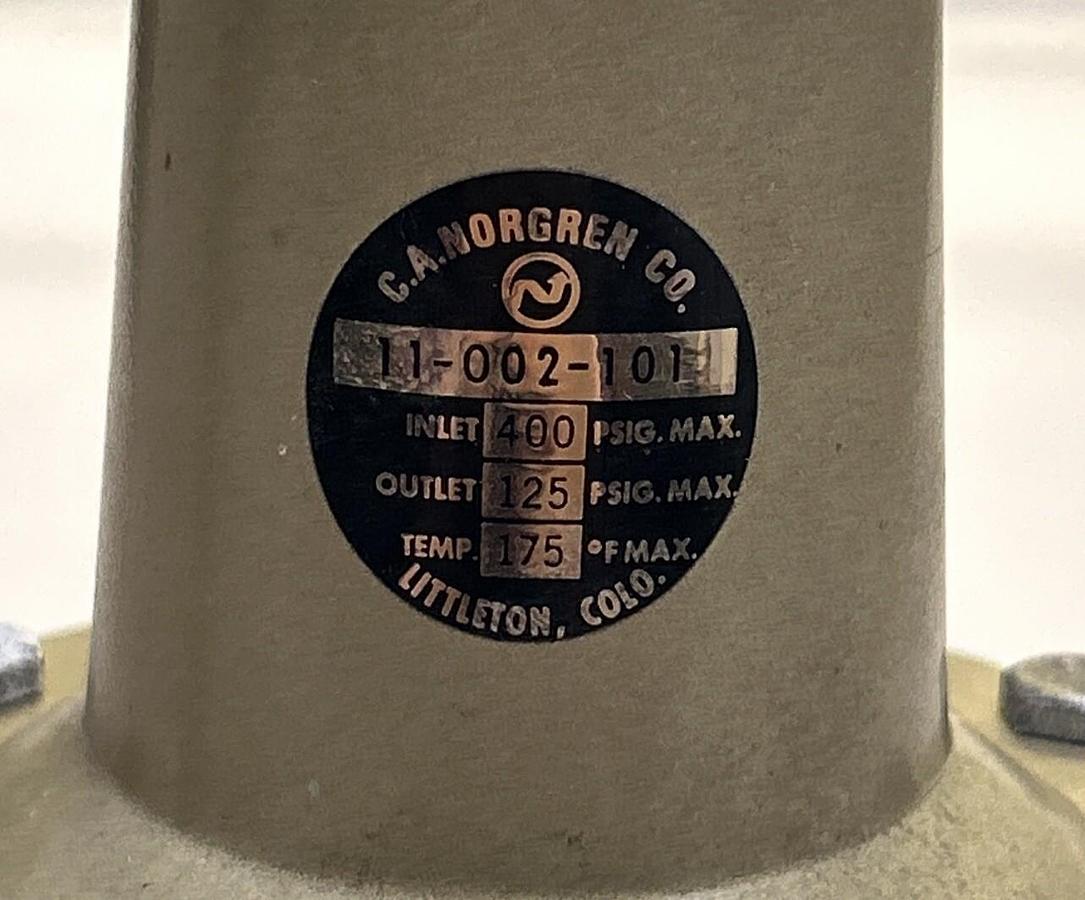 C.A.NORGREN CO.
11-002-101
INLET 400 PSIG. MAX.
OUTLET 125 PSIG. MAX.
TEMP. 175 °F MAX.
LITTLETON, COLO.